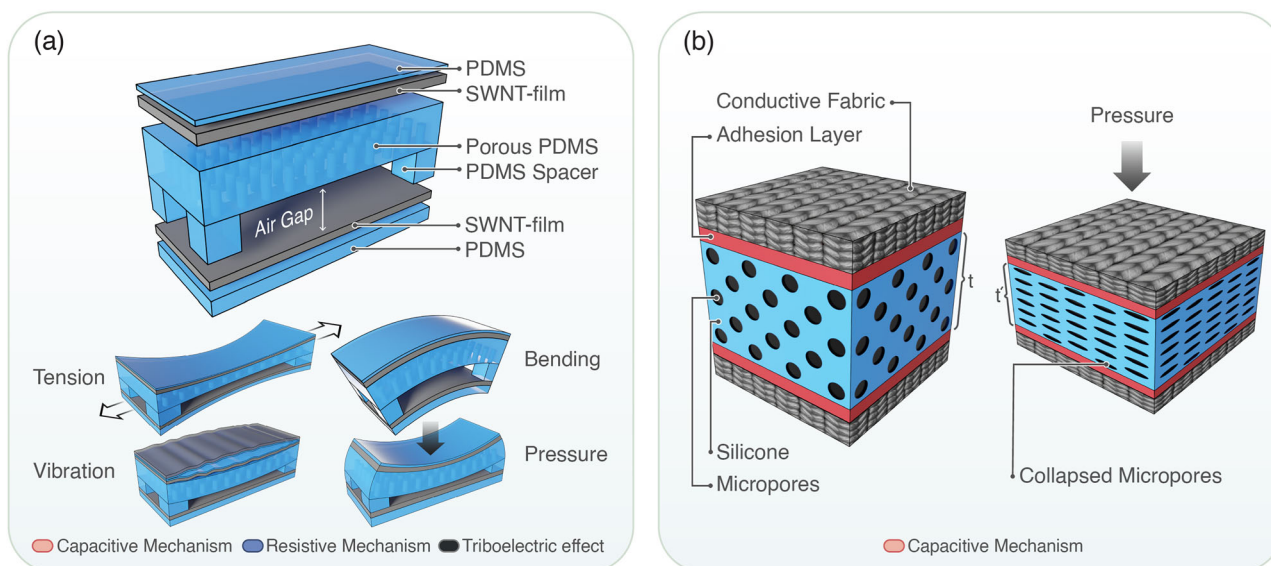 (a)
PDMS
SWNT-film
Porous PDMS
PDMS Spacer
Air Gap
SWNT-film
PDMS
Tension
Bending
Vibration
Pressure
Capacitive Mechanism Resistive Mechanism Triboelectric effect
(b)
Conductive Fabric
Adhesion Layer
Pressure
t
t′
Silicone
Micropores
Collapsed Micropores
Capacitive Mechanism